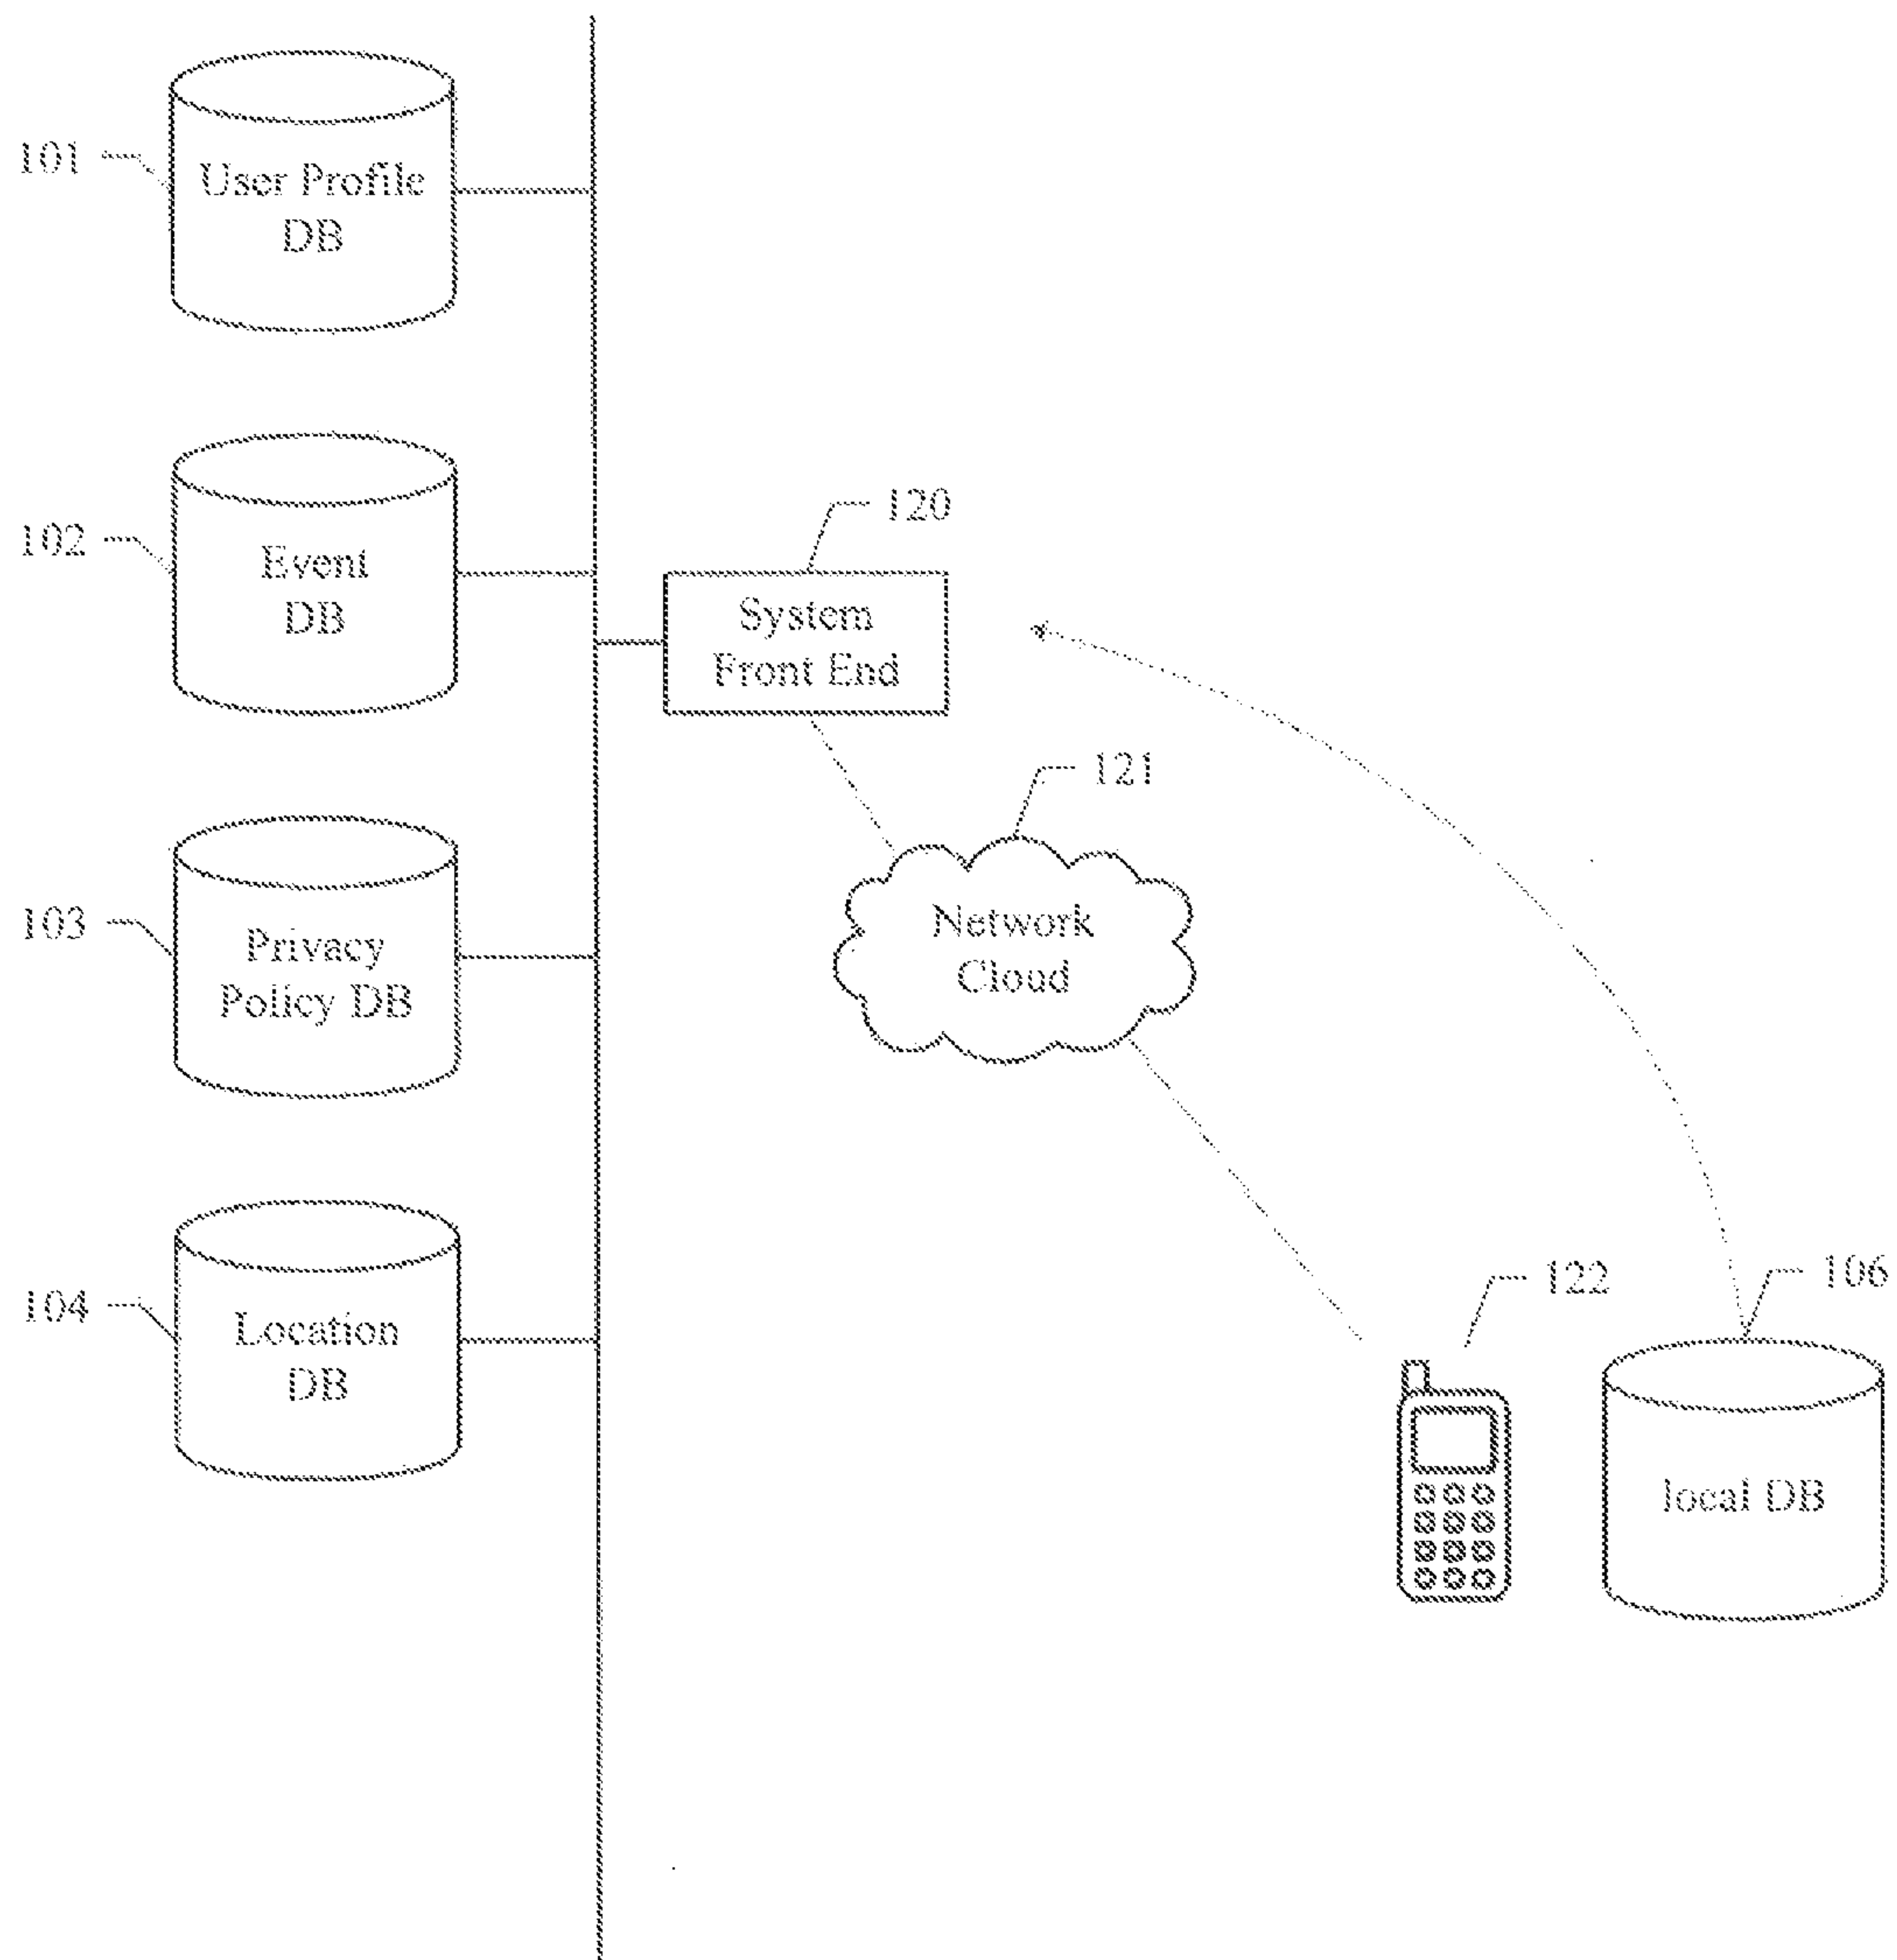 101
User Profile
DB
102
Event
DB
120
System
Front End
121
Network
Cloud
103
Privacy
Policy DB
104
Location
DB
122
106
local DB